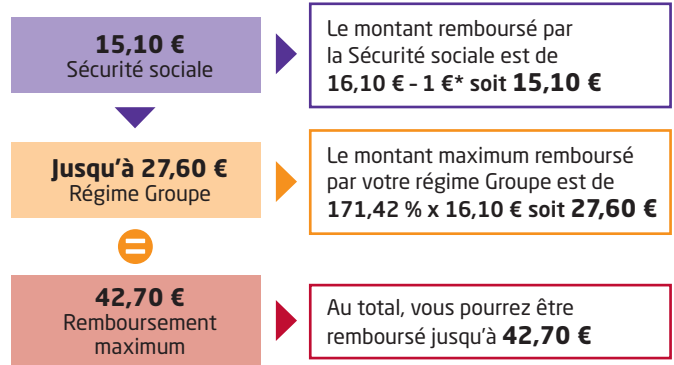 15,10 €
Sécurité sociale
Le montant remboursé par
la Sécurité sociale est de
16,10 € – 1 €* soit 15,10 €
Jusqu'à 27,60 €
Régime Groupe
Le montant maximum remboursé
par votre régime Groupe est de
171,42 % x 16,10 € soit 27,60 €
=
42,70 €
Remboursement
maximum
Au total, vous pourrez être
remboursé jusqu'à 42,70 €